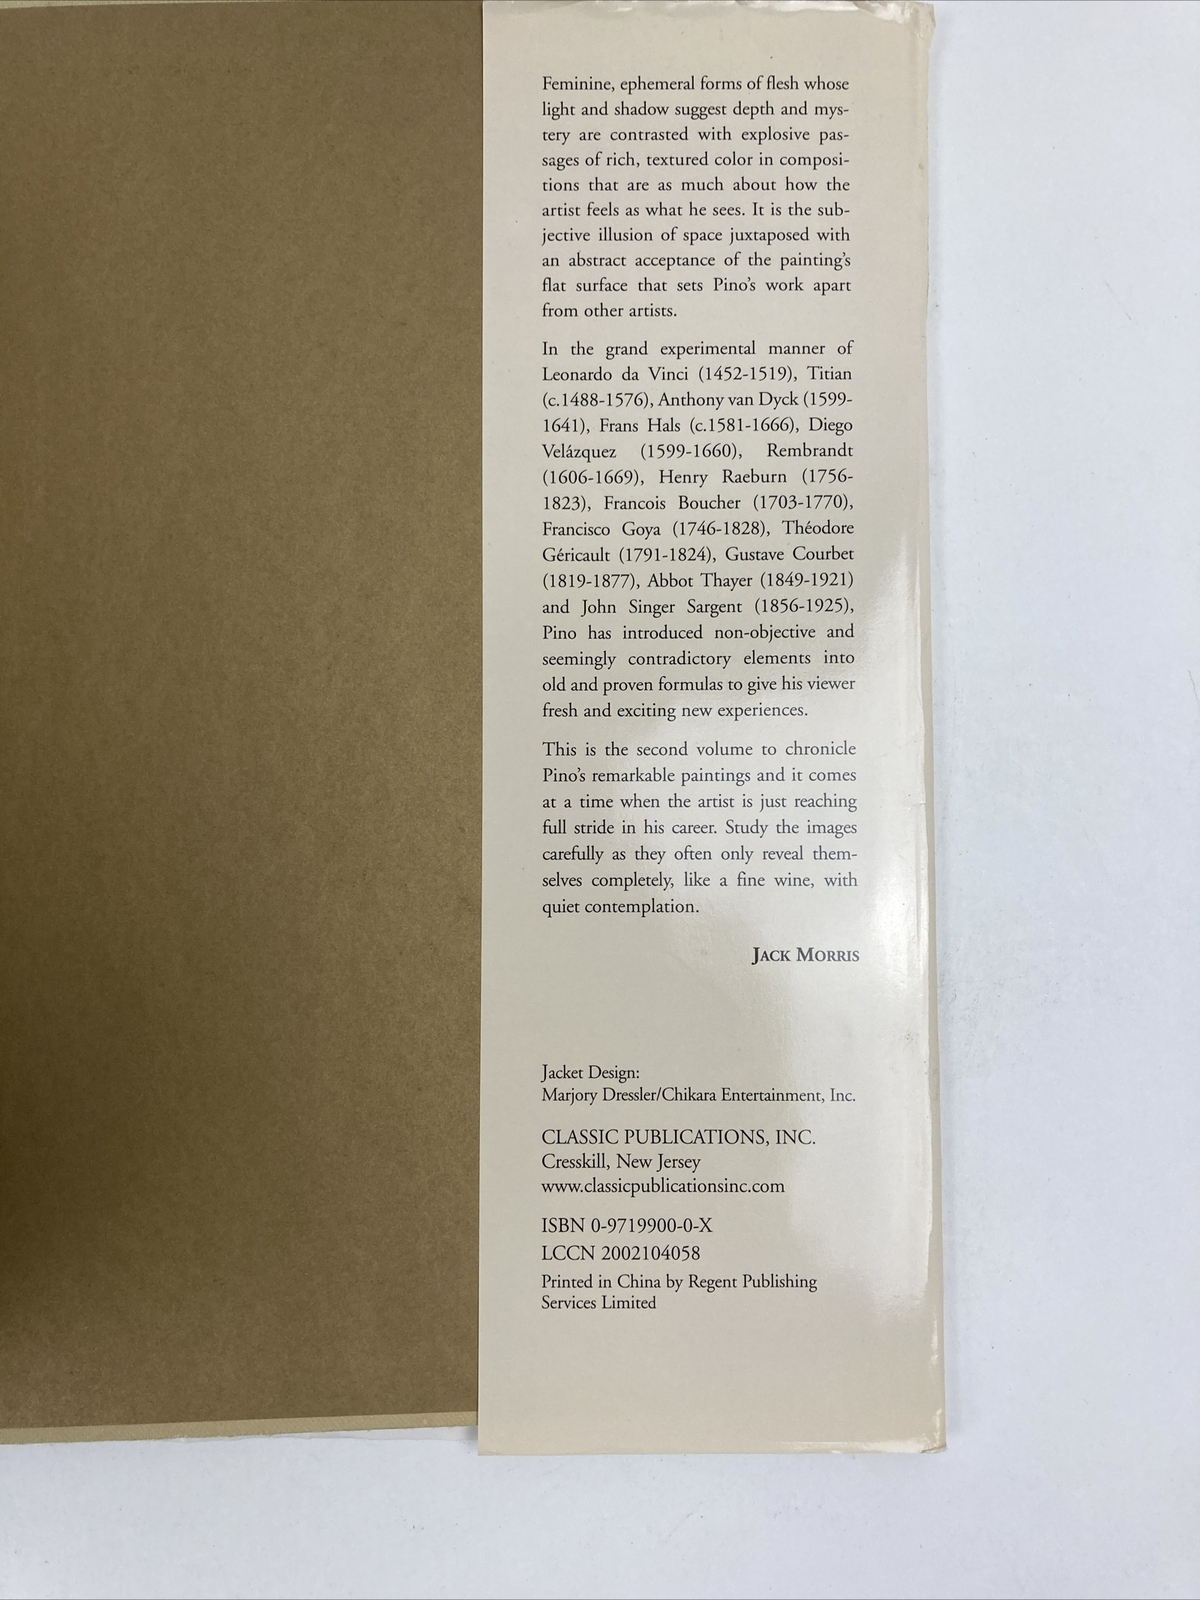 Feminine, ephemeral forms of flesh whose
light and shadow suggest depth and mys-
tery are contrasted with explosive pas-
sages of rich, textured color in composi-
tions that are as much about how the
artist feels as what he sees. It is the sub-
jective illusion of space juxtaposed with
an abstract acceptance of the painting’s
flat surface that sets Pino’s work apart
from other artists.
In the grand experimental manner of
Leonardo da Vinci (1452-1519), Titian
(c.1488-1576), Anthony van Dyck (1599-
1641), Frans Hals (c.1581-1666), Diego
Velázquez (1599-1660), Rembrandt
(1606-1669), Henry Raeburn (1756-
1823), Francois Boucher (1703-1770),
Francisco Goya (1746-1828), Théodore
Géricault (1791-1824), Gustave Courbet
(1819-1877), Abbot Thayer (1849-1921)
and John Singer Sargent (1856-1925),
Pino has introduced non-objective and
seemingly contradictory elements into
old and proven formulas to give his viewer
fresh and exciting new experiences.
This is the second volume to chronicle
Pino’s remarkable paintings and it comes
at a time when the artist is just reaching
full stride in his career. Study the images
carefully as they often only reveal them-
selves completely, like a fine wine, with
quiet contemplation.
JACK MORRIS
Jacket Design:
Marjory Dressler/Chikara Entertainment, Inc.
CLASSIC PUBLICATIONS, INC.
Cresskill, New Jersey
www.classicpublicationsinc.com
ISBN 0-9719900-0-X
LCCN 2002104058
Printed in China by Regent Publishing
Services Limited